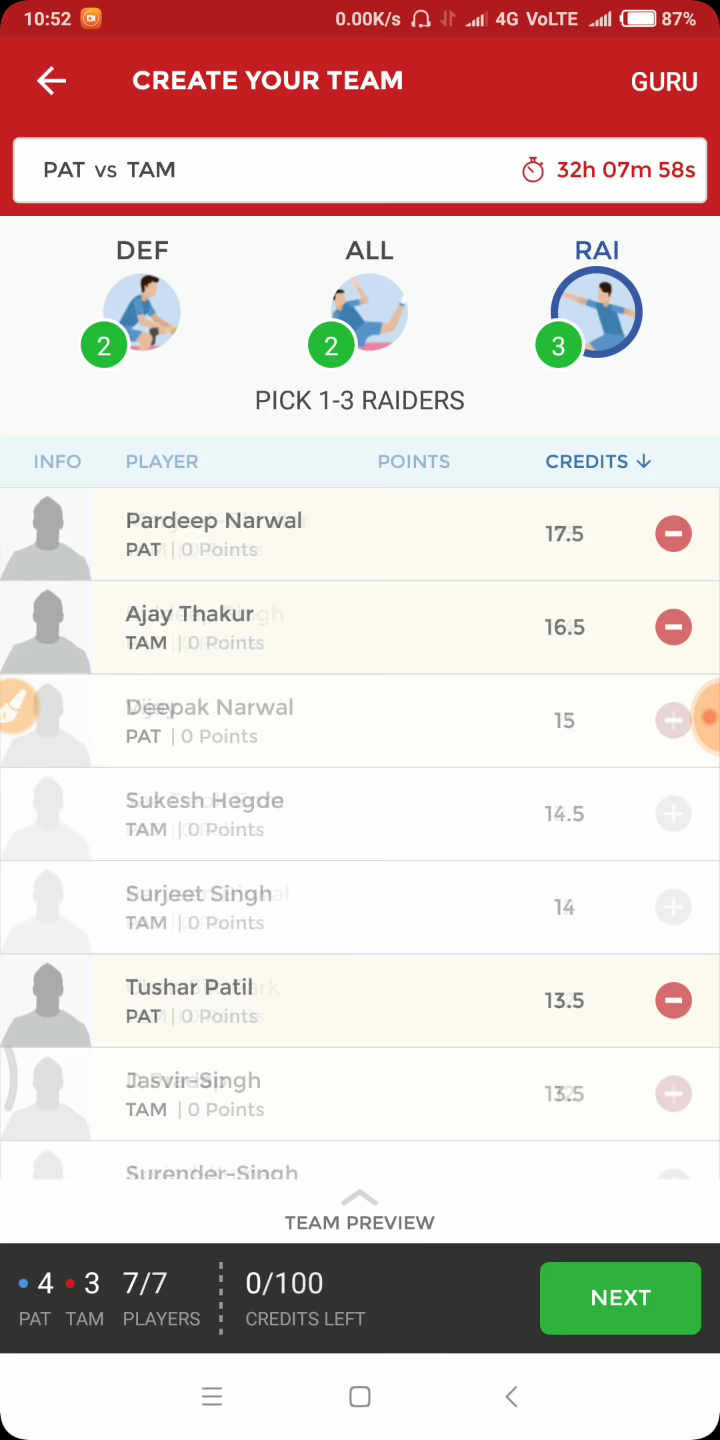 10:52 0.00K/s 4G VoLTE 87%
CREATE YOUR TEAM GURU
PAT vs TAM 32h 07m 58s
DEF ALL RAI
2 2 3
PICK 1-3 RAIDERS
INFO PLAYER POINTS CREDITS
Pardeep Narwal
PAT | 0 Points
17.5
Ajay Thakur
TAM | 0 Points
16.5
Deepak Narwal
PAT | 0 Points
15
Sukesh Hegde
TAM | 0 Points
14.5
Surjeet Singh
TAM | 0 Points
14
Tushar Patil
PAT | 0 Points
13.5
Jasvir-Singh
TAM | 0 Points
13.5
Surender-Singh
TEAM PREVIEW
4 3 7/7 0/100
PAT TAM PLAYERS CREDITS LEFT
NEXT